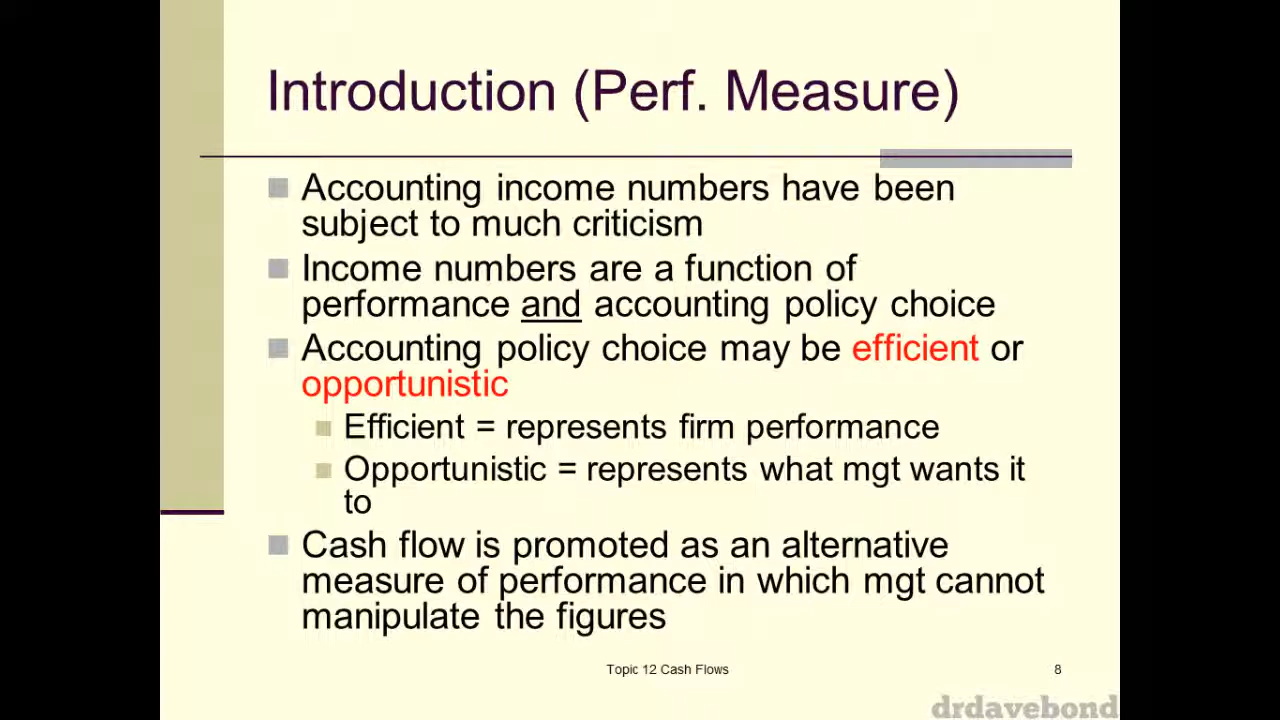 Introduction (Perf. Measure)
Accounting income numbers have been
subject to much criticism
Income numbers are a function of
performance and accounting policy choice
Accounting policy choice may be efficient or
opportunistic
Efficient = represents firm performance
Opportunistic = represents what mgt wants it
to
Cash flow is promoted as an alternative
measure of performance in which mgt cannot
manipulate the figures
Topic 12 Cash Flows
8
drdavebond